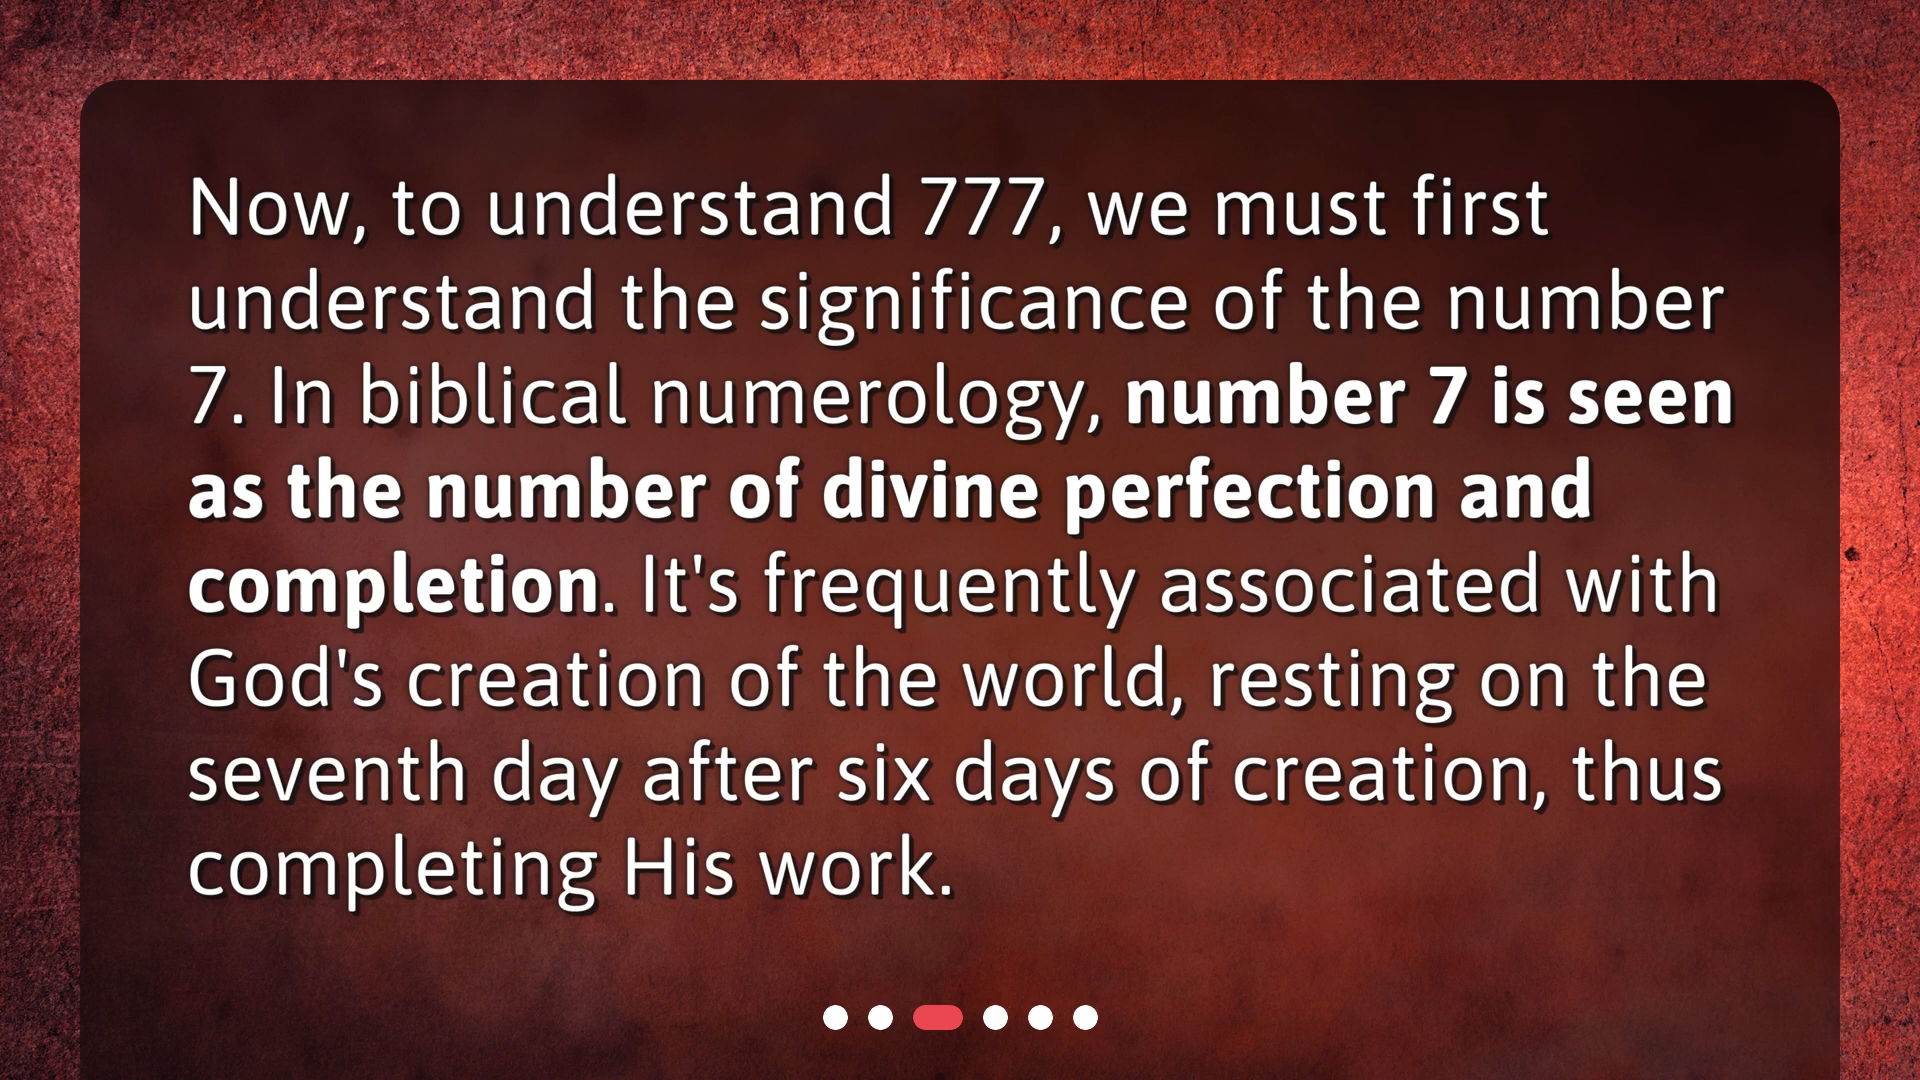 Now, to understand 777, we must first
understand the significance of the number
7. In biblical numerology, number 7 is seen
as the number of divine perfection and
completion. It's frequently associated with
God's creation of the world, resting on the
seventh day after six days of creation, thus
completing His work.